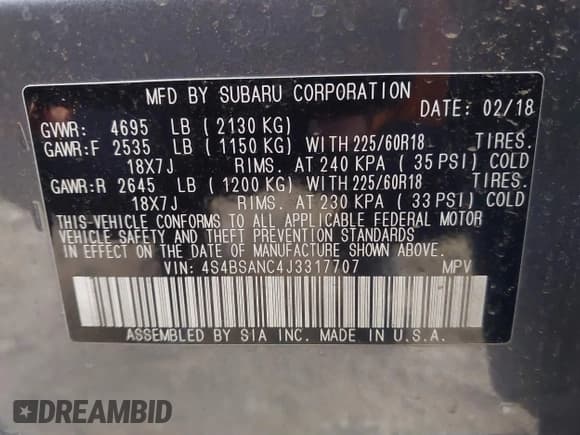 MFD BY SUBARU CORPORATION
DATE: 02/18
GVWR: 4695 LB ( 2130 KG)
GAWR:F 2535 LB ( 1150 KG) WITH 225/60R18 TIRES.
18X7J RIMS. AT 240 KPA ( 35 PSI) COLD
GAWR:R 2645 LB ( 1200 KG) WITH 225/60R18 TIRES.
18X7J RIMS. AT 230 KPA ( 33 PSI) COLD
THIS-VEHICLE CONFORMS TO ALL APPLICABLE FEDERAL MOTOR
VEHICLE SAFETY AND THEFT PREVENTION STANDARDS
IN EFFECT ON DATE OF MANUFACTURE SHOWN ABOVE.
VIN: 4S4BSANC4J3317707 MPV
ASSEMBLED BY SIA INC. MADE IN U.S.A.
DREAMBID